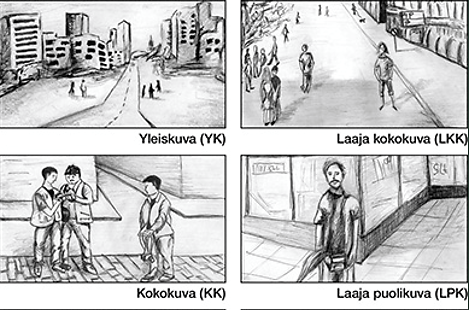 Yleiskuva (YK)
Laaja kokokuva (LKK)
Kokokuva (KK)
Laaja puolikuva (LPK)